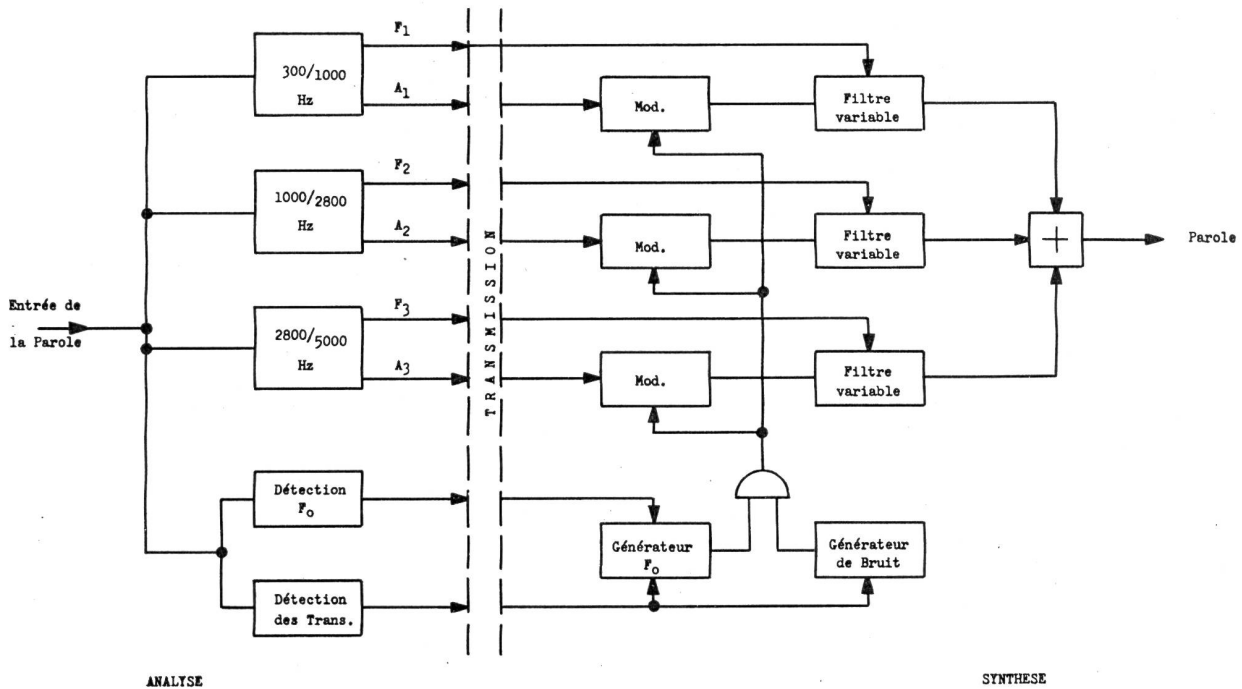 F1
300/1000
Hz
A1
Mod.
Filtre
variable
F2
1000/2800
Hz
A2
Mod.
Filtre
variable
+
Parole
Entrée de
la Parole
F3
2800/5000
Hz
A3
Mod.
Filtre
variable
TRANSMISSION
Détection
Fo
Générateur
Fo
Générateur
de Bruit
Détection
des Trans.
ANALYSE
SYNTHESE